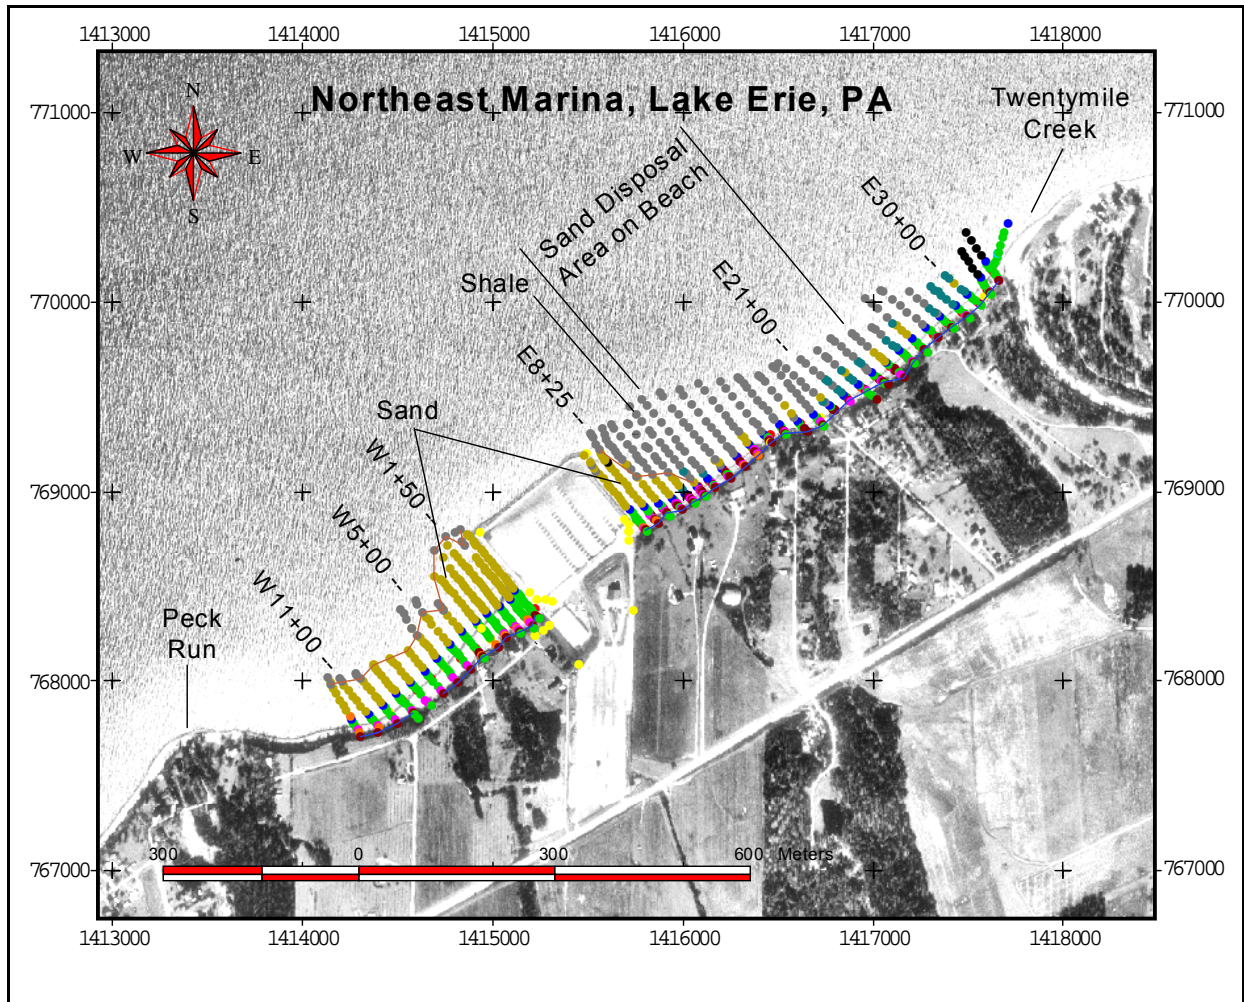 1413000 1414000 1415000 1416000 1417000 1418000
Northeast Marina, Lake Erie, PA
Twentymile
Creek
771000
771000
N
W E
S
Sand Disposal
Area on Beach
E30+00
Shale
E21+00
770000
770000
E8+25
Sand
W1+50
769000
769000
W5+00
W11+00
Peck
Run
768000
768000
300 0 300 600 Meters
767000
767000
1413000 1414000 1415000 1416000 1417000 1418000